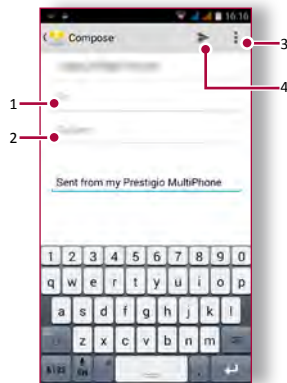 16:16
Compose
3
4
1
2
Sent from my Prestigio MultiPhone
1 2 3 4 5 6 7 8 9 0
q w e r t y u i o p
a s d f g h j k l
z x c v b n m
EN